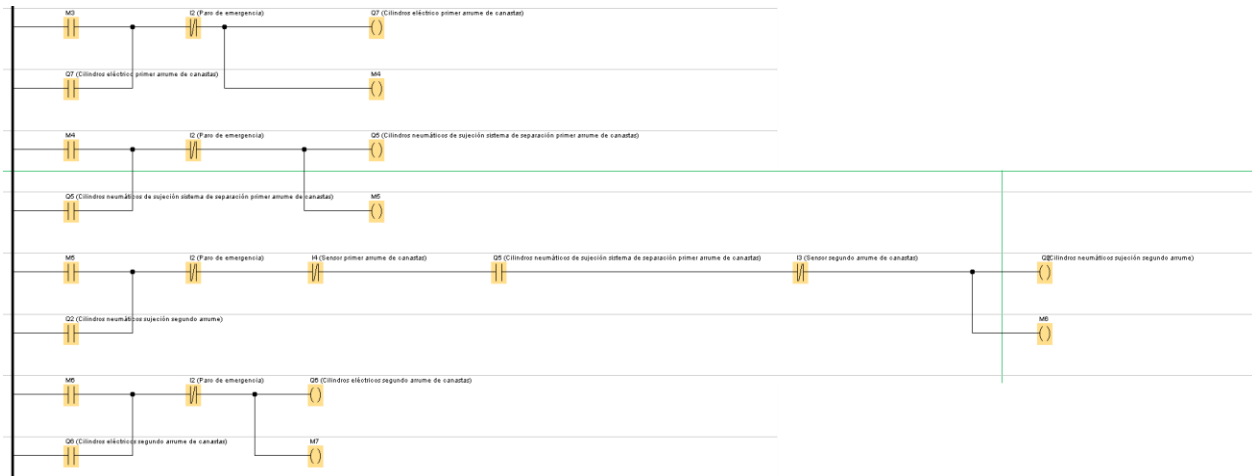 M3
I2 (Paro de emergencia)
Q7 (Cilindros eléctrico primer arrume de canastas)
Q7 (Cilindros eléctrico primer arrume de canastas)
M4
M4
I2 (Paro de emergencia)
Q5 (Cilindros neumáticos de sujeción sistema de separación primer arrume de canastas)
Q5 (Cilindros neumáticos de sujeción sistema de separación primer arrume de canastas)
M5
M5
I2 (Paro de emergencia)
I4 (Sensor primer arrume de canastas)
Q5 (Cilindros neumáticos de sujeción sistema de separación primer arrume de canastas)
I3 (Sensor segundo arrume de canastas)
(Cilindros neumáticos sujeción segundo arrume)
Q2 (Cilindros neumáticos sujeción segundo arrume)
M6
M6
I2 (Paro de emergencia)
Q6 (Cilindros eléctricos segundo arrume de canastas)
Q6 (Cilindros eléctricos segundo arrume de canastas)
M7